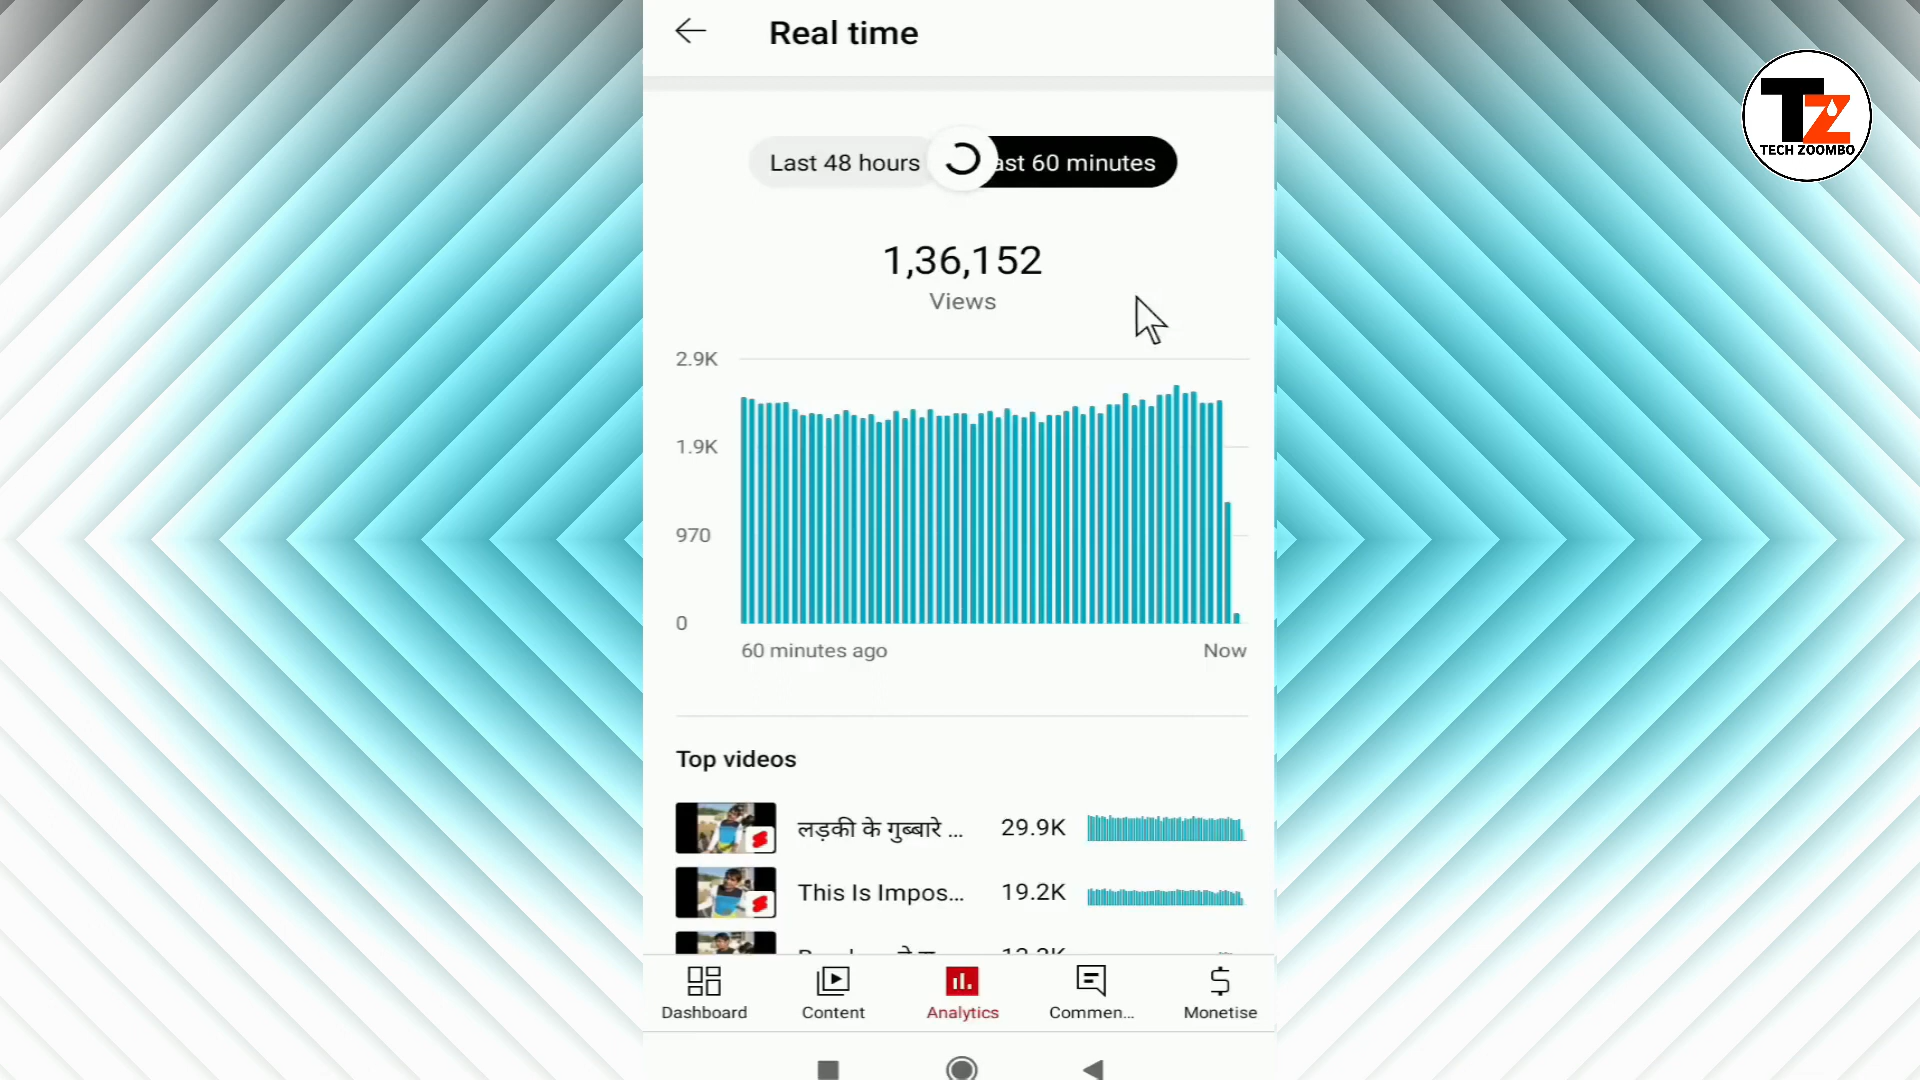 Real time
TZ
TECH ZOOMBO
Last 48 hours
ast 60 minutes
1,36,152
Views
2.9K
1.9K
970
0
60 minutes ago
Now
Top videos
लड़की के गुब्बारे ...
29.9K
This Is Impos...
19.2K
Dashboard
Content
Analytics
Commen...
Monetise